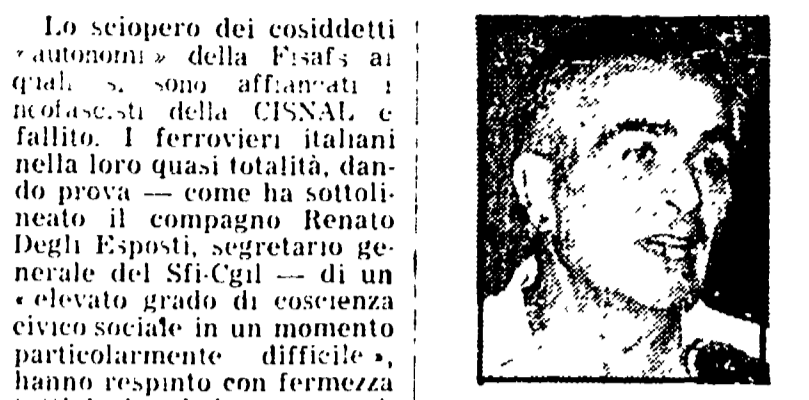 Lo sciopero dei cosiddetti
«autonomi» della Fisafs ai
quali si sono affiancati i
neofascisti della CISNAL è
fallito. I ferrovieri italiani
nella loro quasi totalità, dan-
do prova — come ha sottoli-
neato il compagno Renato
Degli Esposti, segretario ge-
nerale del Sfi-Cgil — di un
« elevato grado di coscienza
civico sociale in un momento
particolarmente difficile »,
hanno respinto con fermezza